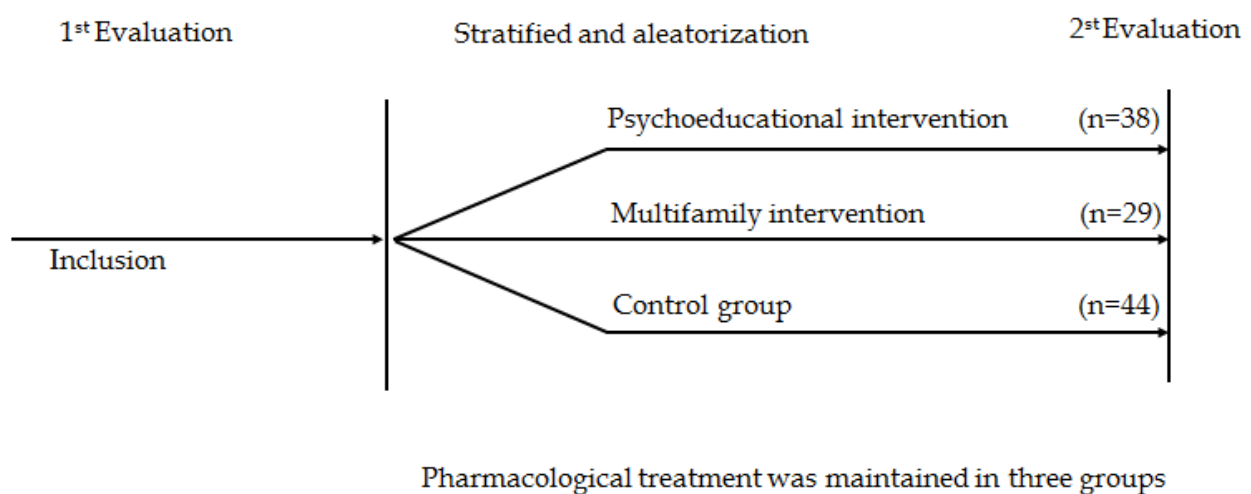 1st Evaluation
Stratified and aleatorization
2st Evaluation
Psychoeducational intervention (n=38)
Multifamily intervention (n=29)
Inclusion
Control group (n=44)
Pharmacological treatment was maintained in three groups